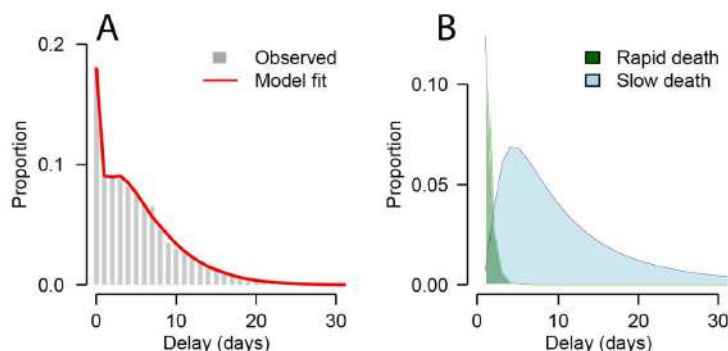 A
0.2
0.1
0.0
Proportion
Observed
Model fit
0
10
20
30
Delay (days)
B
0.10
0.05
0.00
Proportion
Rapid death
Slow death
0
10
20
30
Delay (days)